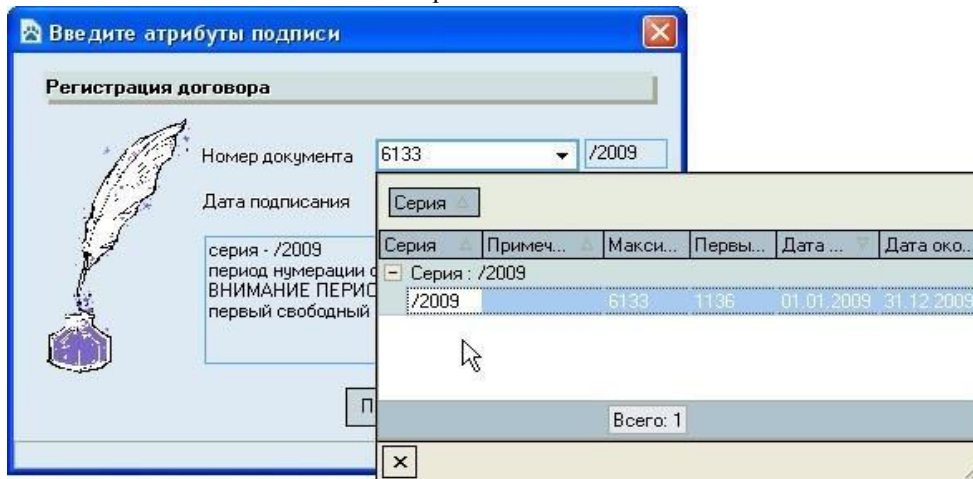 Введите атрибуты подписи
Регистрация договора
Номер документа 6133 /2009
Дата подписания
серия - /2009
период нумерации
ВНИМАНИЕ
первый свободный
Серия
Серия Примеч... Макси... Первы... Дата ... Дата око...
Серия : /2009
/2009 6133 1136 01.01.2009 31.12.2009
Всего: 1